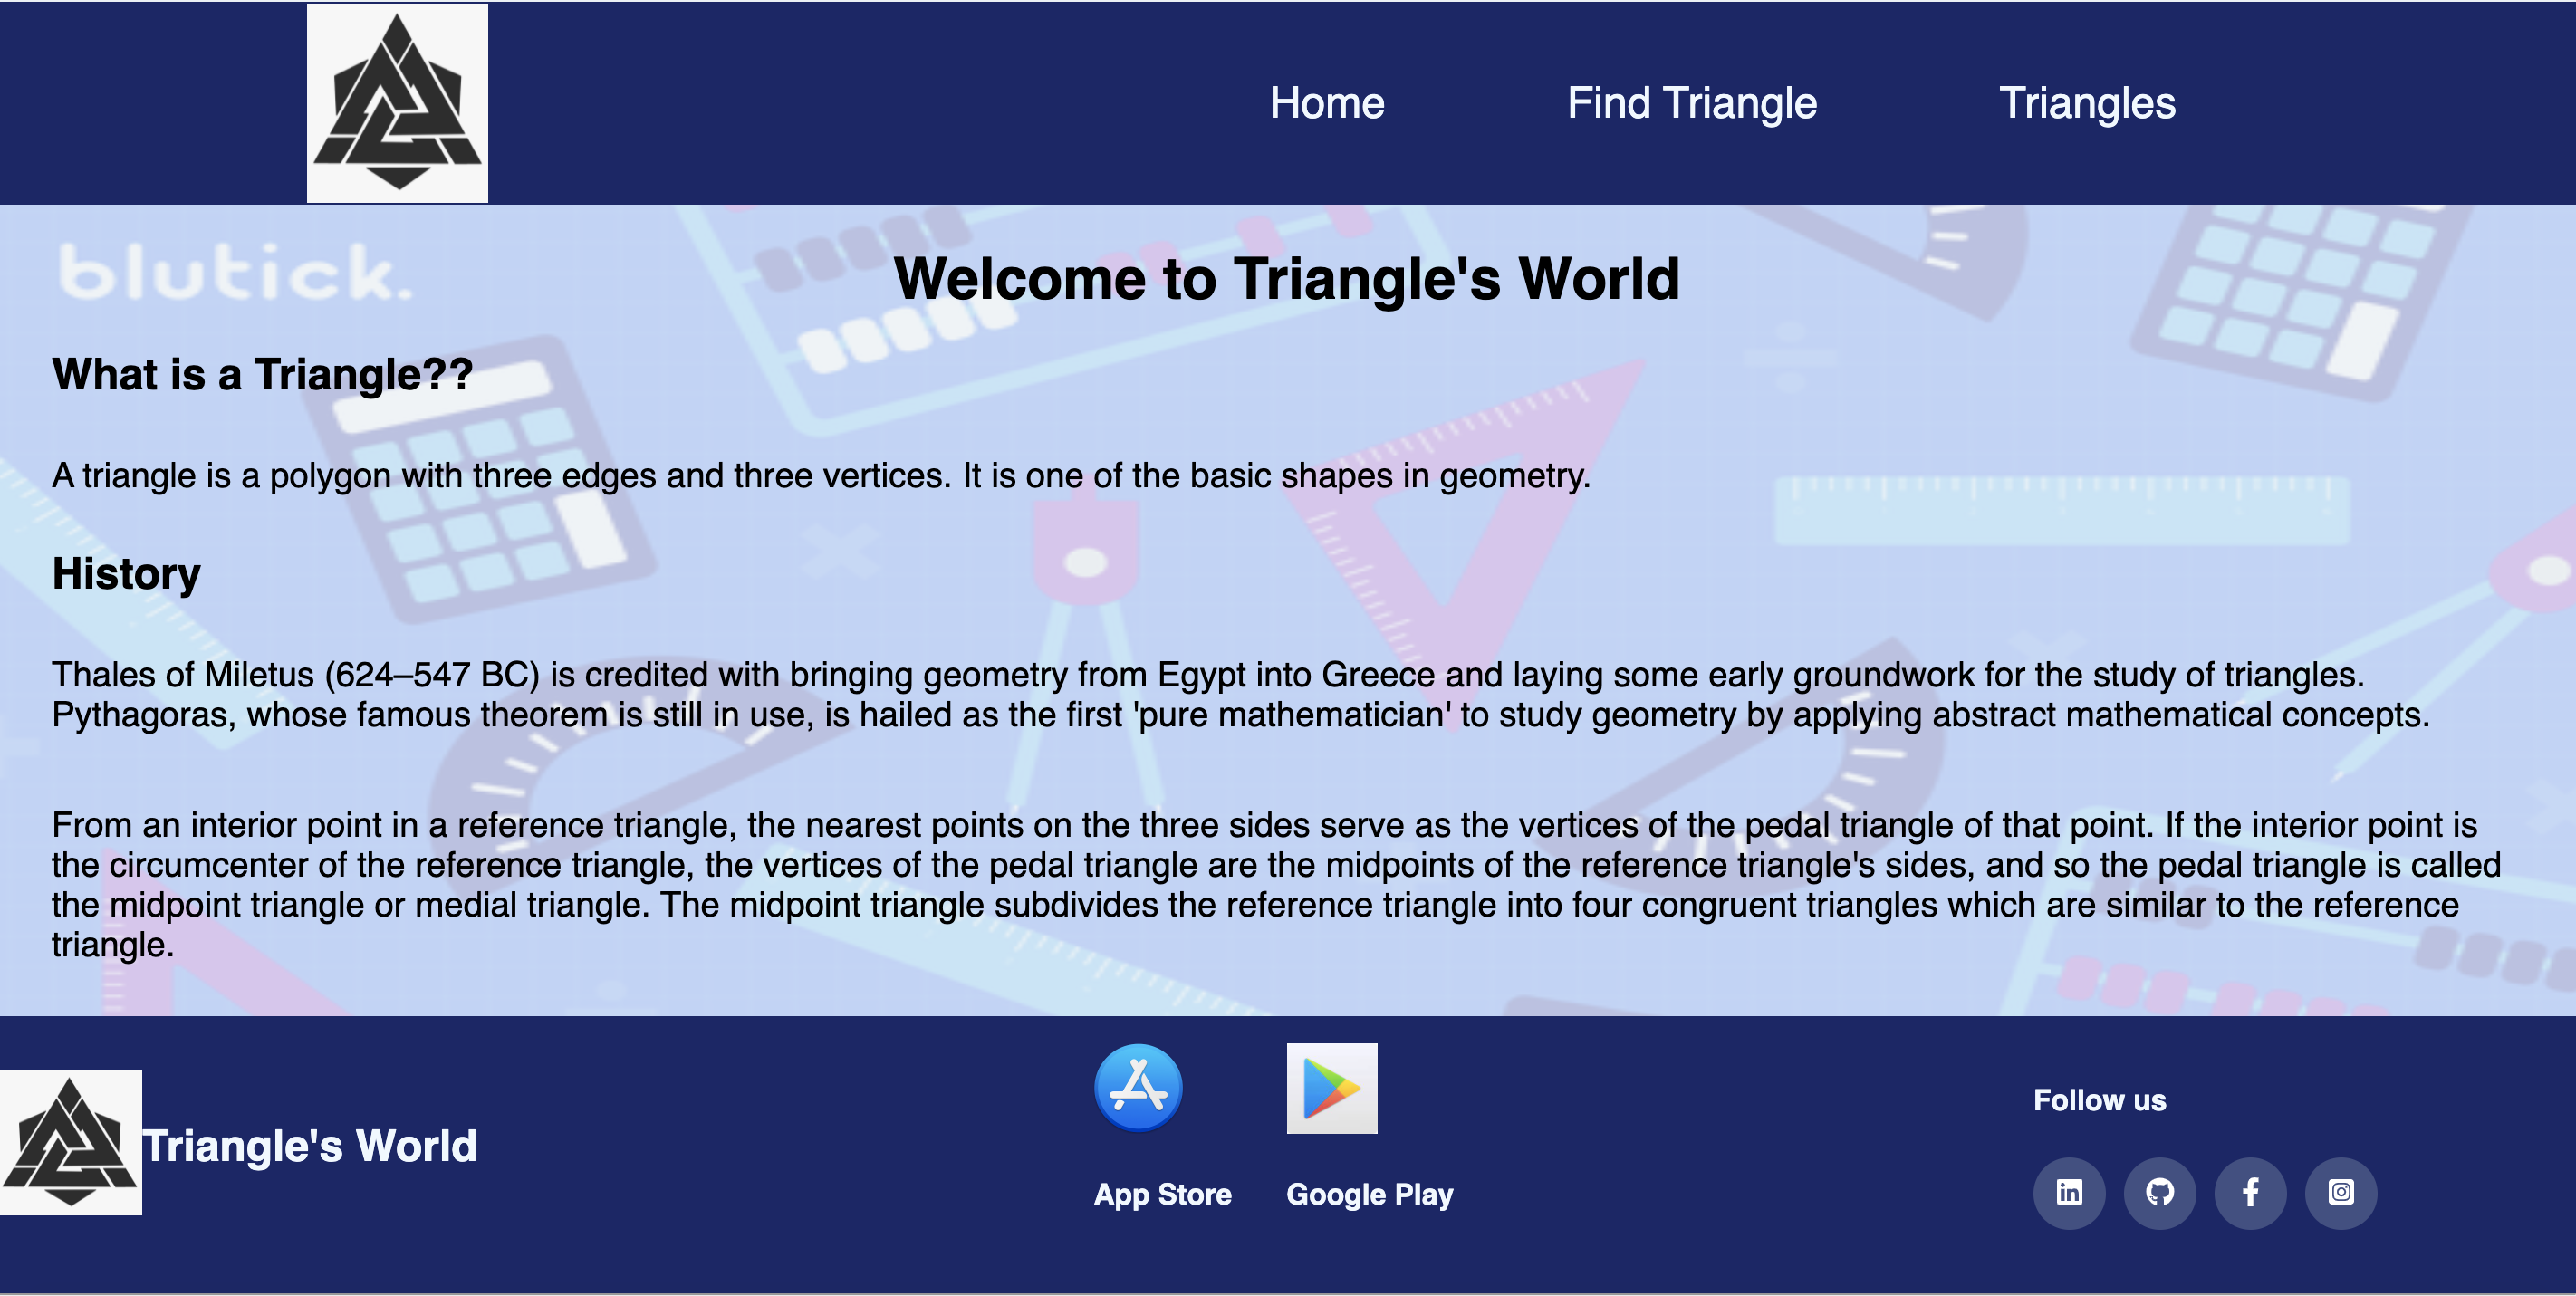 Home Find Triangle Triangles
blutick.
Welcome to Triangle's World
What is a Triangle??
A triangle is a polygon with three edges and three vertices. It is one of the basic shapes in geometry.
History
Thales of Miletus (624–547 BC) is credited with bringing geometry from Egypt into Greece and laying some early groundwork for the study of triangles.
Pythagoras, whose famous theorem is still in use, is hailed as the first 'pure mathematician' to study geometry by applying abstract mathematical concepts.
From an interior point in a reference triangle, the nearest points on the three sides serve as the vertices of the pedal triangle of that point. If the interior point is
the circumcenter of the reference triangle, the vertices of the pedal triangle are the midpoints of the reference triangle's sides, and so the pedal triangle is called
the midpoint triangle or medial triangle. The midpoint triangle subdivides the reference triangle into four congruent triangles which are similar to the reference
triangle.
Triangle's World
App Store Google Play
Follow us